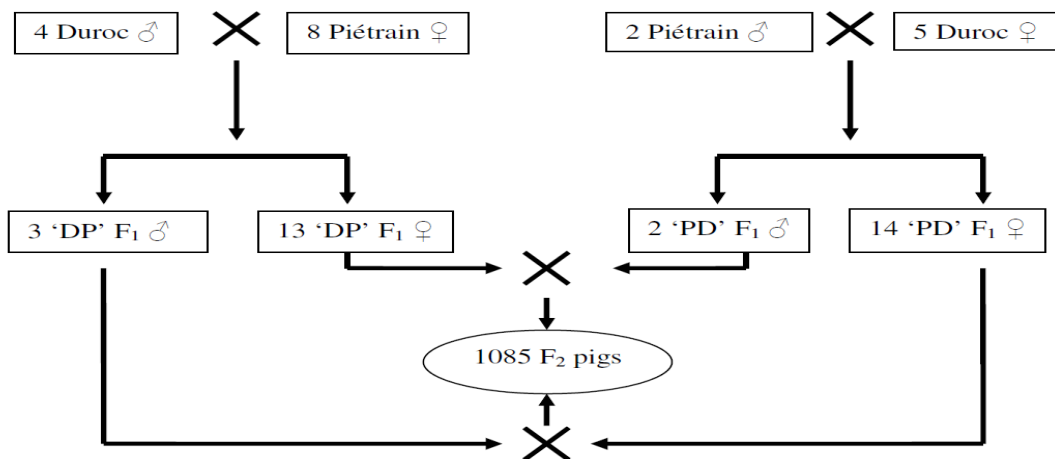 4 Duroc ♂
8 Piétrain ♀
2 Piétrain ♂
5 Duroc ♀
3 ‘DP’ F₁ ♂
13 ‘DP’ F₁ ♀
2 ‘PD’ F₁ ♂
14 ‘PD’ F₁ ♀
1085 F₂ pigs